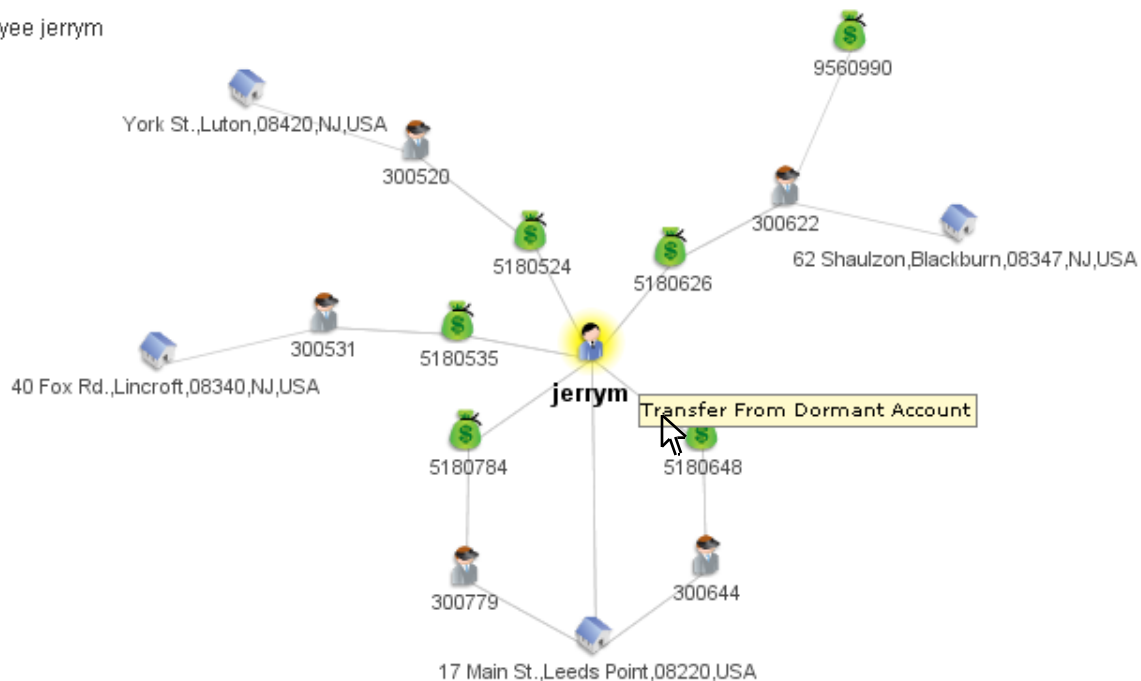 yee jerrym
9560990
York St.,Luton,08420,NJ,USA
300520
300622
5180524
62 Shaulzon,Blackburn,08347,NJ,USA
5180626
300531
5180535
40 Fox Rd.,Lincroft,08340,NJ,USA
jerrym
Transfer From Dormant Account
5180784
5180648
300779
300644
17 Main St.,Leeds Point,08220,USA